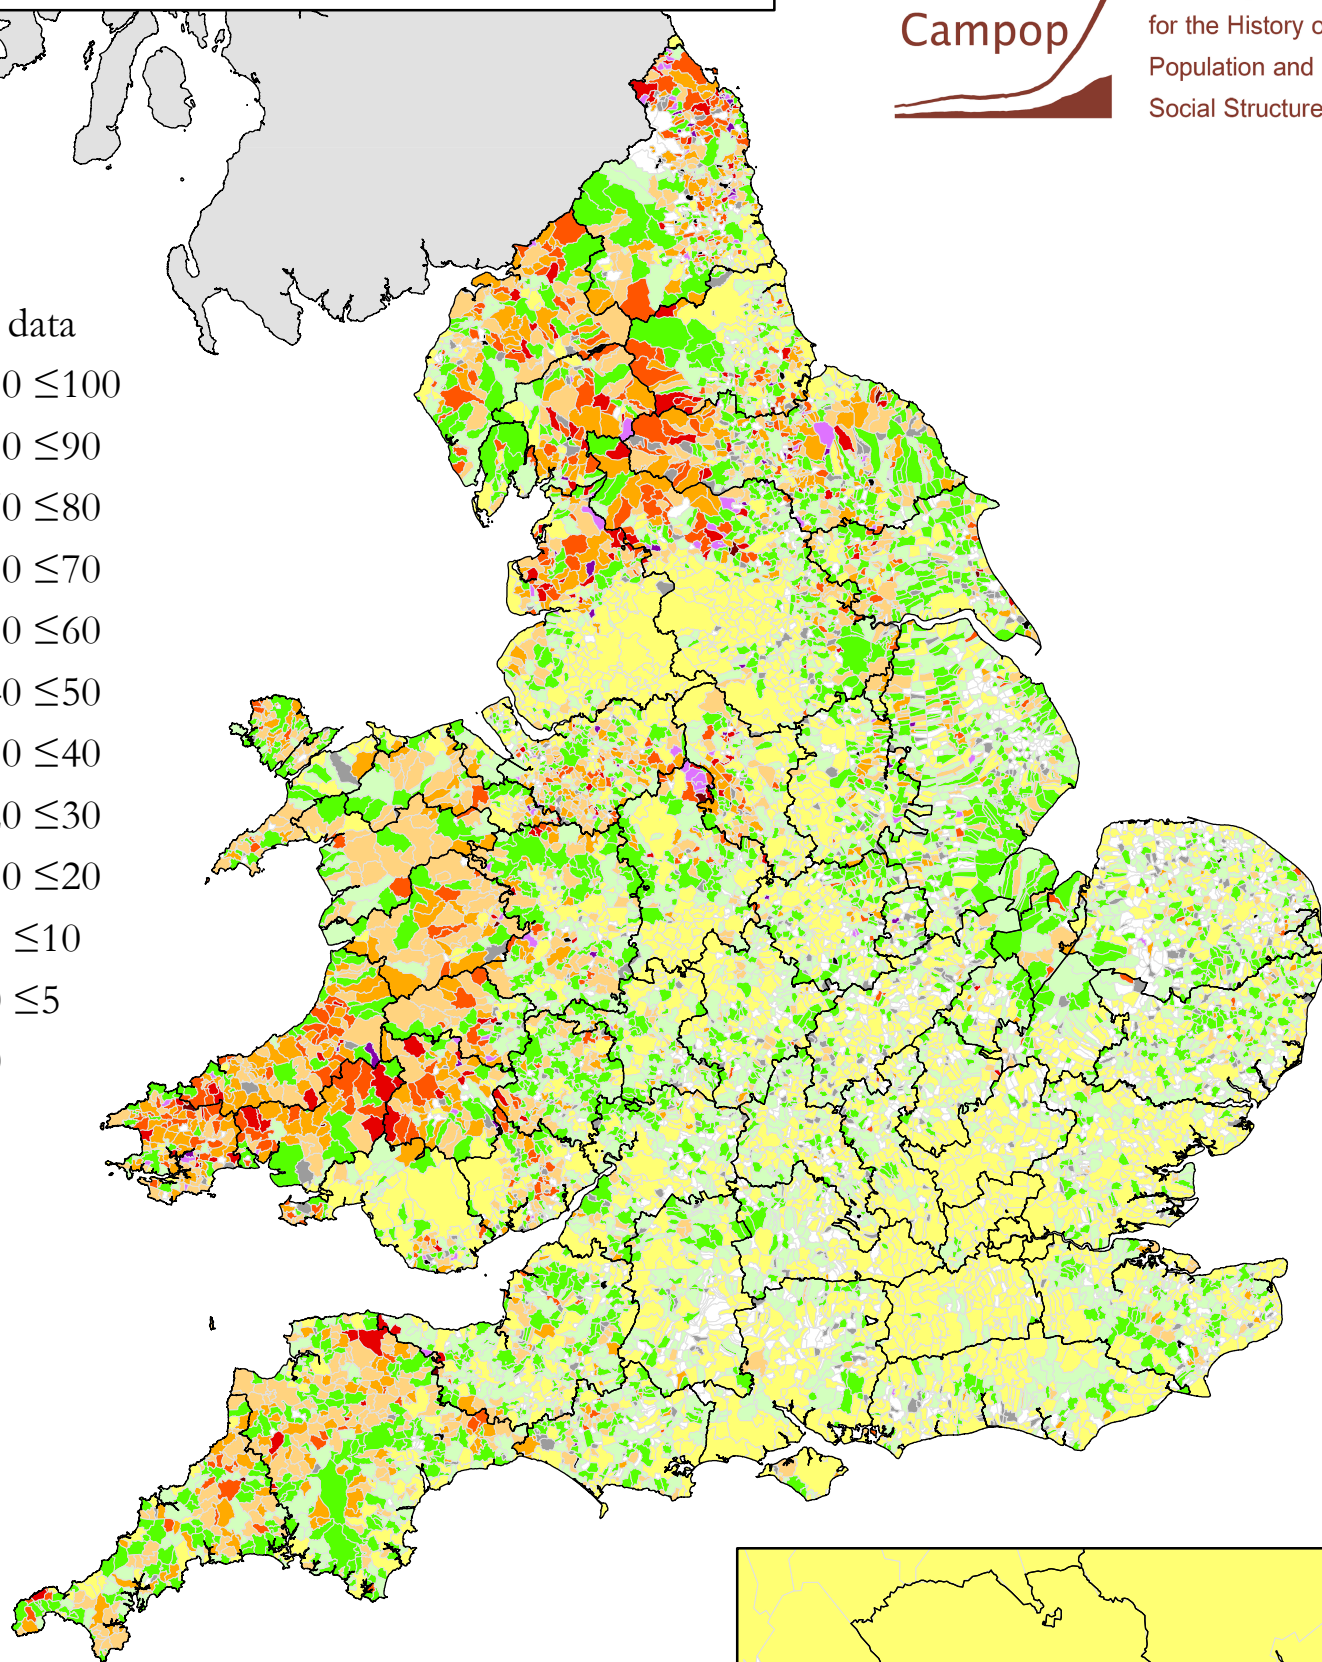 Campop
for the History o
Population and
Social Structure
data
0 ≤100
0 ≤90
0 ≤80
0 ≤70
0 ≤60
0 ≤50
0 ≤40
0 ≤30
0 ≤20
≤10
≤5